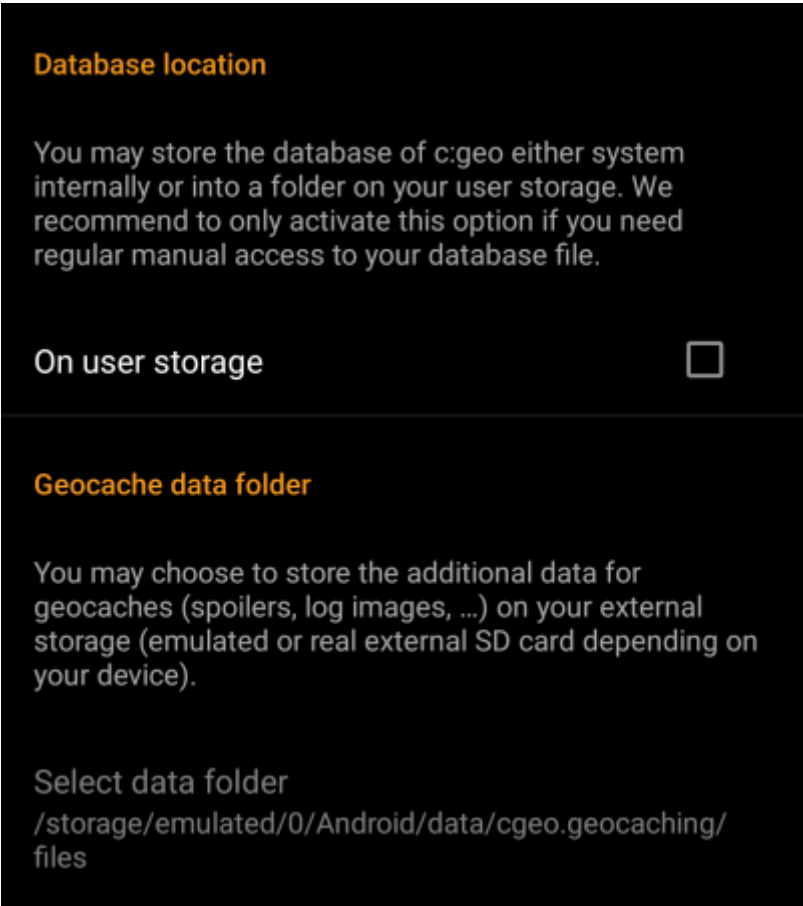 Database location
You may store the database of c:geo either system
internally or into a folder on your user storage. We
recommend to only activate this option if you need
regular manual access to your database file.
On user storage
Geocache data folder
You may choose to store the additional data for
geocaches (spoilers, log images, …) on your external
storage (emulated or real external SD card depending on
your device).
Select data folder
/storage/emulated/0/Android/data/cgeo.geocaching/
files